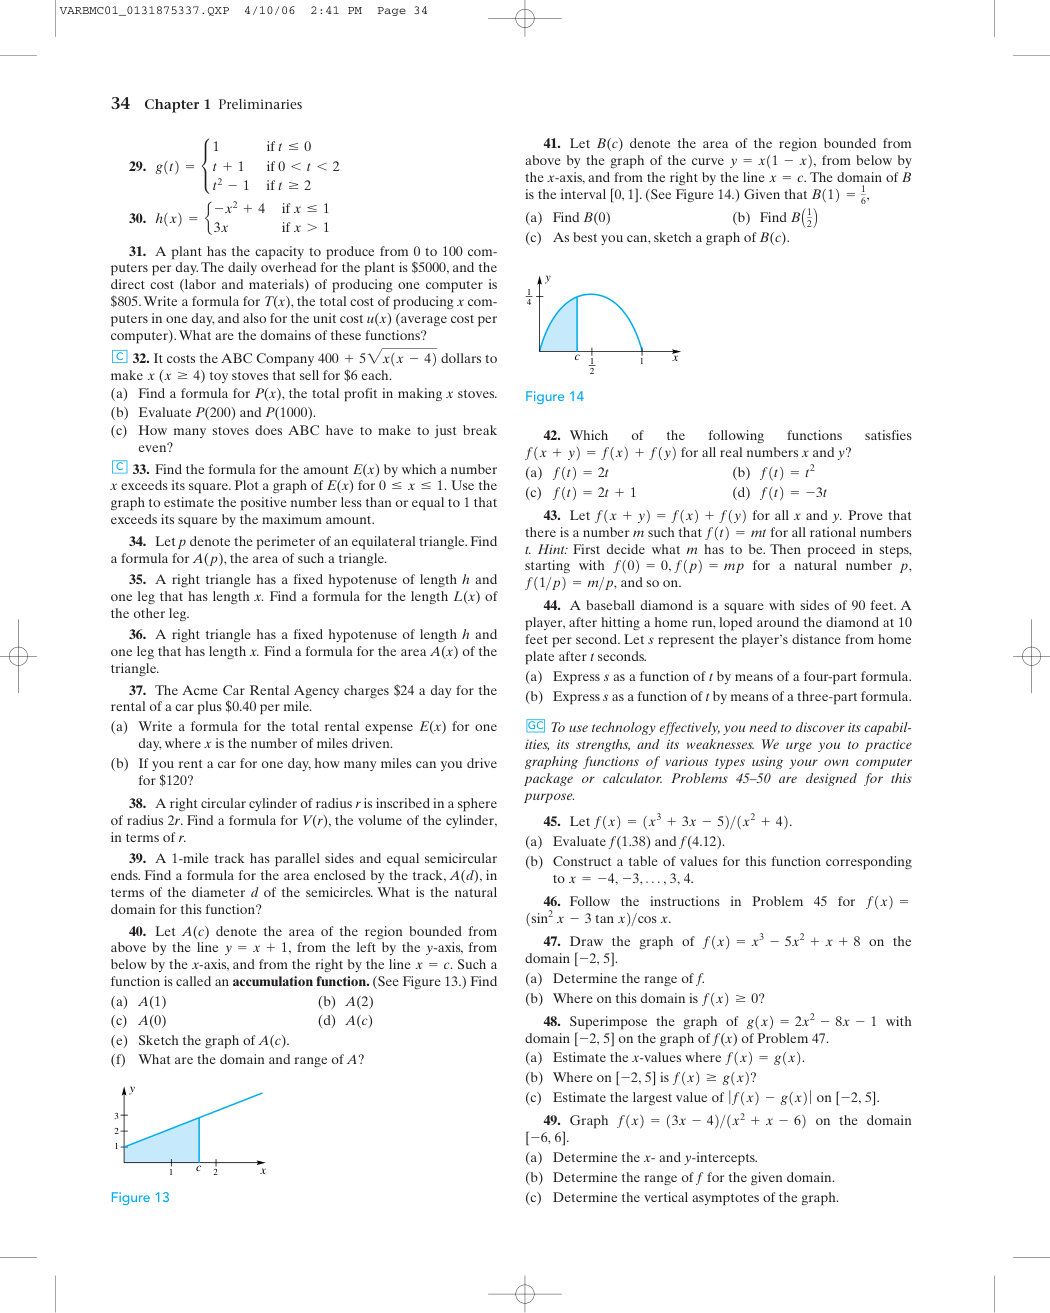 VARBMC01_0131875337.QXP 4/10/06 2:41 PM Page 34
34 Chapter 1 Preliminaries
29. g(t) = { 1 if t ≤ 0
t + 1 if 0 < t < 2
t² − 1 if t ≥ 2
30. h(x) = { −x² + 4 if x ≤ 1
3x if x > 1
31. A plant has the capacity to produce from 0 to 100 com-
puters per day. The daily overhead for the plant is $5000, and the
direct cost (labor and materials) of producing one computer is
$805. Write a formula for T(x), the total cost of producing x com-
puters in one day, and also for the unit cost u(x) (average cost per
computer). What are the domains of these functions?
C 32. It costs the ABC Company 400 + 5√x(x − 4) dollars to
make x (x ≥ 4) toy stoves that sell for $6 each.
(a) Find a formula for P(x), the total profit in making x stoves.
(b) Evaluate P(200) and P(1000).
(c) How many stoves does ABC have to make to just break
even?
C 33. Find the formula for the amount E(x) by which a number
x exceeds its square. Plot a graph of E(x) for 0 ≤ x ≤ 1. Use the
graph to estimate the positive number less than or equal to 1 that
exceeds its square by the maximum amount.
34. Let p denote the perimeter of an equilateral triangle. Find
a formula for A(p), the area of such a triangle.
35. A right triangle has a fixed hypotenuse of length h and
one leg that has length x. Find a formula for the length L(x) of
the other leg.
36. A right triangle has a fixed hypotenuse of length h and
one leg that has length x. Find a formula for the area A(x) of the
triangle.
37. The Acme Car Rental Agency charges $24 a day for the
rental of a car plus $0.40 per mile.
(a) Write a formula for the total rental expense E(x) for one
day, where x is the number of miles driven.
(b) If you rent a car for one day, how many miles can you drive
for $120?
38. A right circular cylinder of radius r is inscribed in a sphere
of radius 2r. Find a formula for V(r), the volume of the cylinder,
in terms of r.
39. A 1-mile track has parallel sides and equal semicircular
ends. Find a formula for the area enclosed by the track, A(d), in
terms of the diameter d of the semicircles. What is the natural
domain for this function?
40. Let A(c) denote the area of the region bounded from
above by the line y = x + 1, from the left by the y-axis, from
below by the x-axis, and from the right by the line x = c. Such a
function is called an accumulation function. (See Figure 13.) Find
(a) A(1) (b) A(2)
(c) A(0) (d) A(c)
(e) Sketch the graph of A(c).
(f) What are the domain and range of A?
y
3
2
1
1 c 2 x
Figure 13
41. Let B(c) denote the area of the region bounded from
above by the graph of the curve y = x(1 − x), from below by
the x-axis, and from the right by the line x = c. The domain of B
is the interval [0, 1]. (See Figure 14.) Given that B(1) = 1/6,
(a) Find B(0) (b) Find B(1/2)
(c) As best you can, sketch a graph of B(c).
y
1/4
c 1/2 1 x
Figure 14
42. Which of the following functions satisfies
f(x + y) = f(x) + f(y) for all real numbers x and y?
(a) f(t) = 2t (b) f(t) = t²
(c) f(t) = 2t + 1 (d) f(t) = −3t
43. Let f(x + y) = f(x) + f(y) for all x and y. Prove that
there is a number m such that f(t) = mt for all rational numbers
t. Hint: First decide what m has to be. Then proceed in steps,
starting with f(0) = 0, f(p) = mp for a natural number p,
f(1/p) = m/p, and so on.
44. A baseball diamond is a square with sides of 90 feet. A
player, after hitting a home run, loped around the diamond at 10
feet per second. Let s represent the player's distance from home
plate after t seconds.
(a) Express s as a function of t by means of a four-part formula.
(b) Express s as a function of t by means of a three-part formula.
GC To use technology effectively, you need to discover its capabil-
ities, its strengths, and its weaknesses. We urge you to practice
graphing functions of various types using your own computer
package or calculator. Problems 45–50 are designed for this
purpose.
45. Let f(x) = (x³ + 3x − 5)/(x² + 4).
(a) Evaluate f(1.38) and f(4.12).
(b) Construct a table of values for this function corresponding
to x = −4, −3, . . . , 3, 4.
46. Follow the instructions in Problem 45 for f(x) =
(sin² x − 3 tan x)/cos x.
47. Draw the graph of f(x) = x³ − 5x² + x + 8 on the
domain [−2, 5].
(a) Determine the range of f.
(b) Where on this domain is f(x) ≥ 0?
48. Superimpose the graph of g(x) = 2x² − 8x − 1 with
domain [−2, 5] on the graph of f(x) of Problem 47.
(a) Estimate the x-values where f(x) = g(x).
(b) Where on [−2, 5] is f(x) ≥ g(x)?
(c) Estimate the largest value of |f(x) − g(x)| on [−2, 5].
49. Graph f(x) = (3x − 4)/(x² + x − 6) on the domain
[−6, 6].
(a) Determine the x- and y-intercepts.
(b) Determine the range of f for the given domain.
(c) Determine the vertical asymptotes of the graph.